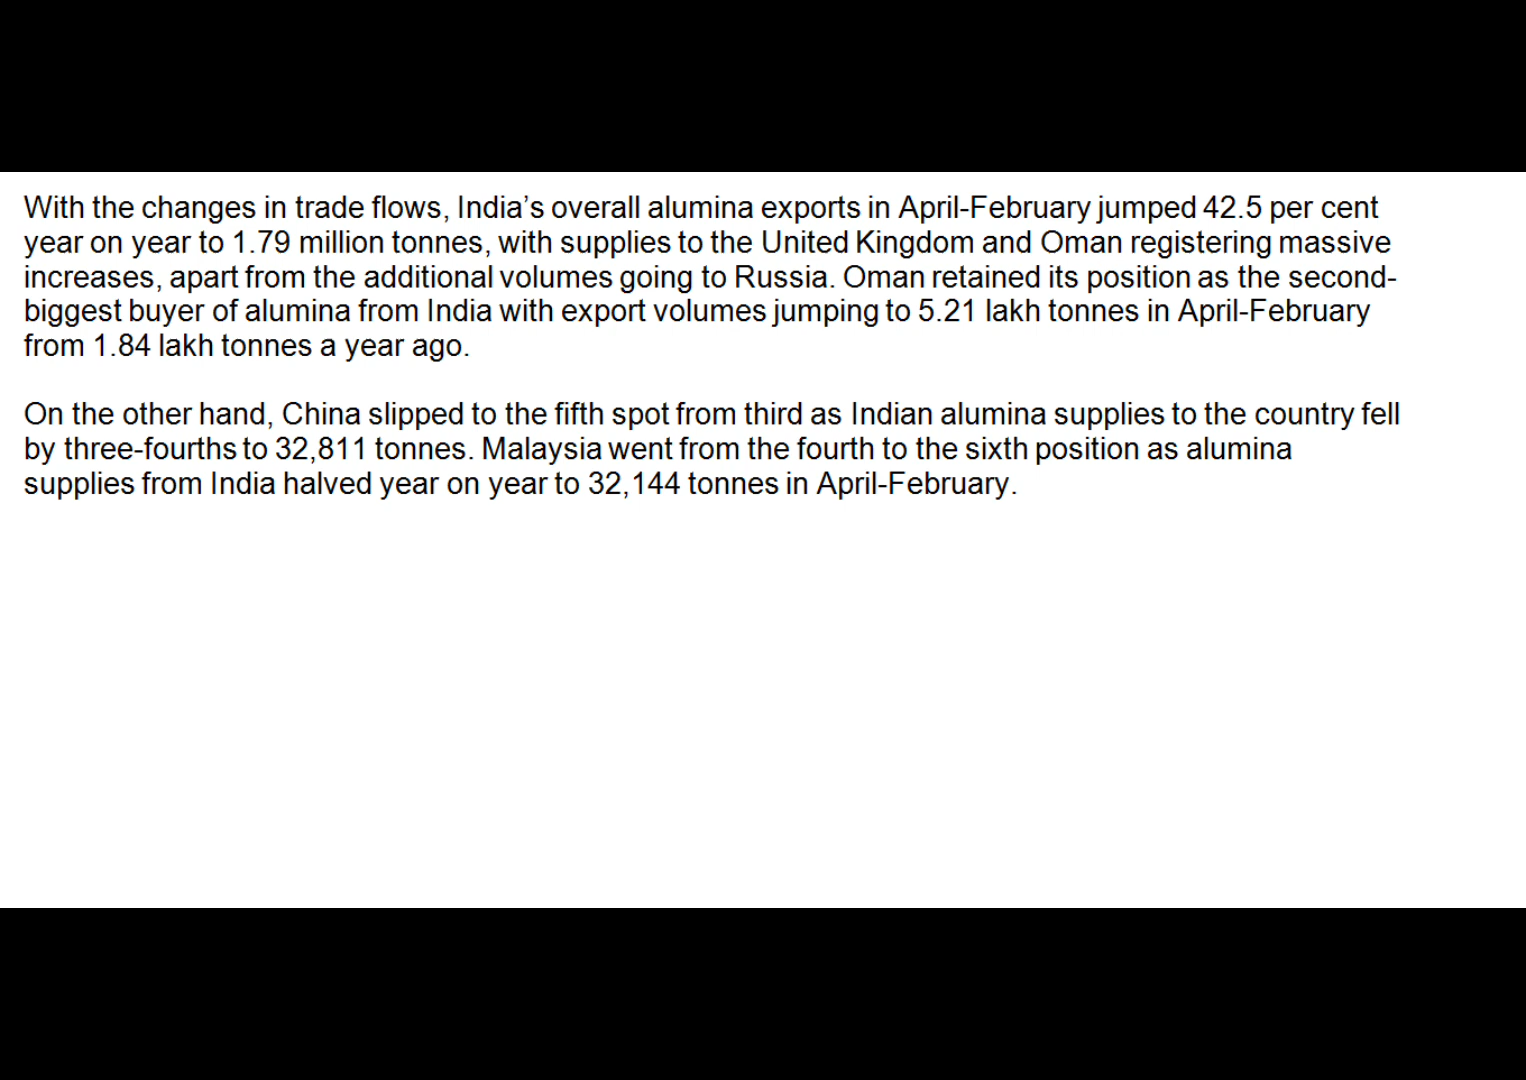 With the changes in trade flows, India’s overall alumina exports in April-February jumped 42.5 per cent
year on year to 1.79 million tonnes, with supplies to the United Kingdom and Oman registering massive
increases, apart from the additional volumes going to Russia. Oman retained its position as the second-
biggest buyer of alumina from India with export volumes jumping to 5.21 lakh tonnes in April-February
from 1.84 lakh tonnes a year ago.
On the other hand, China slipped to the fifth spot from third as Indian alumina supplies to the country fell
by three-fourths to 32,811 tonnes. Malaysia went from the fourth to the sixth position as alumina
supplies from India halved year on year to 32,144 tonnes in April-February.